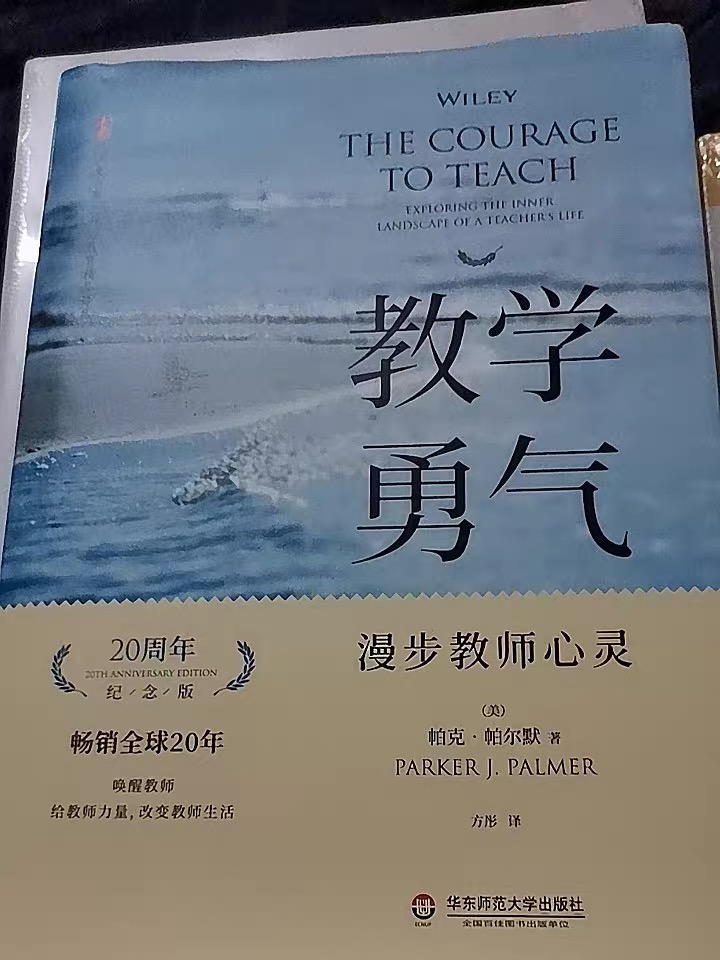 WILEY
THE COURAGE
TO TEACH
EXPLORING THE INNER
LANDSCAPE OF A TEACHER'S LIFE
教学
勇气
漫步教师心灵
(美)
帕克·帕尔默 著
PARKER J. PALMER
方彤 译
20周年
20TH ANNIVERSARY EDITION
纪/念/版
畅销全球20年
唤醒教师
给教师力量,改变教师生活
ECNUP
华东师范大学出版社
全国百佳图书出版单位